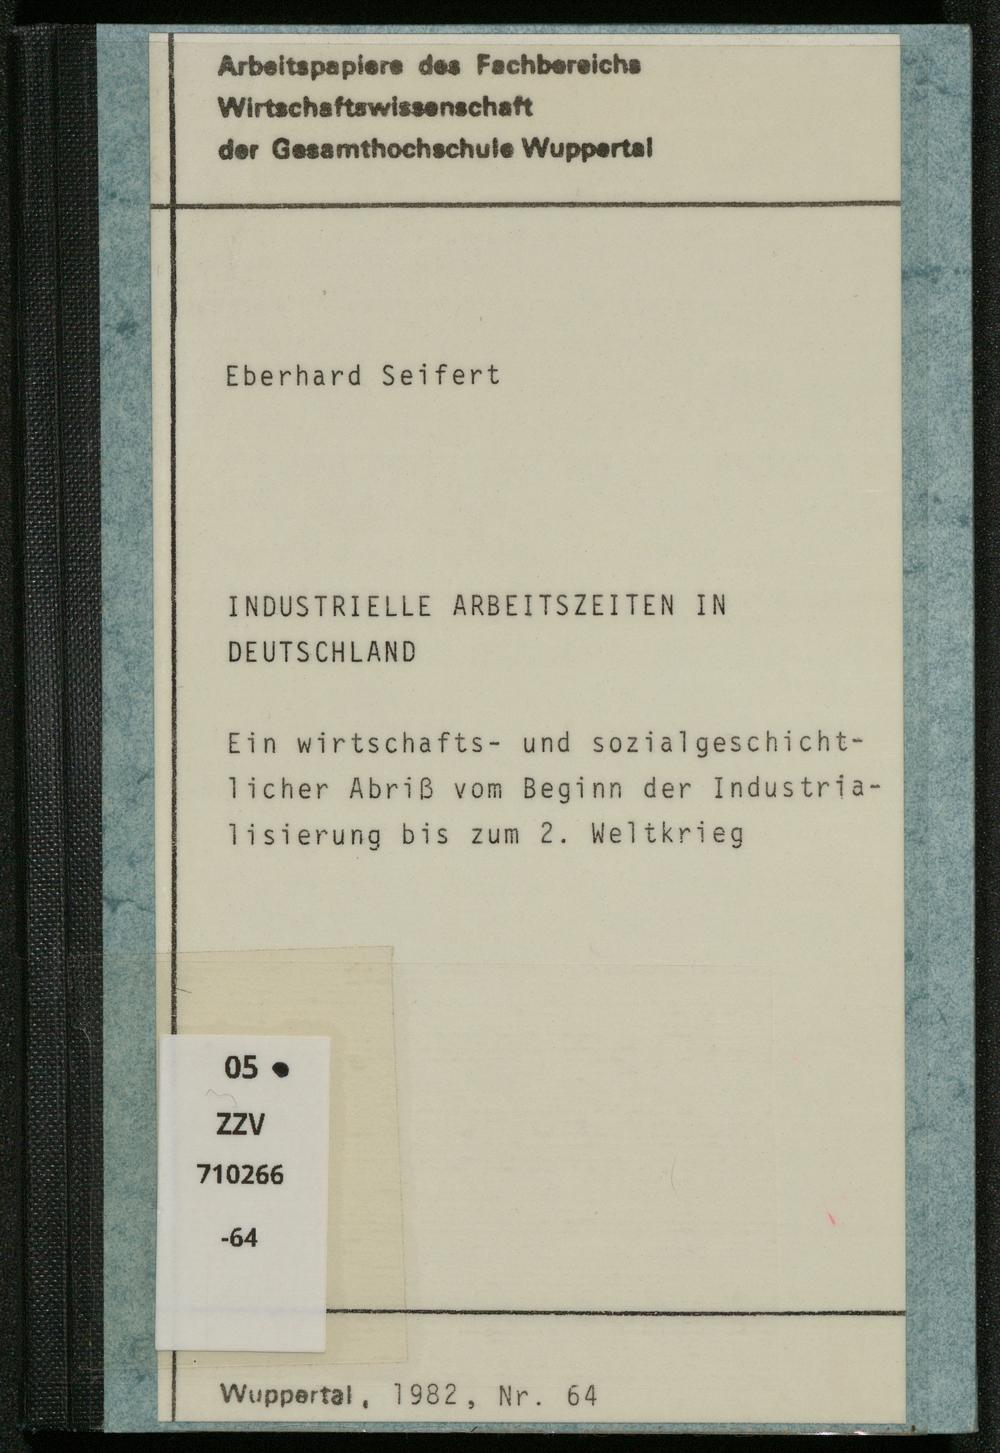 Arbeitspapiere des Fachbereichs
Wirtschaftswissenschaft
der Gesamthochschule Wuppertal
Eberhard Seifert
INDUSTRIELLE ARBEITSZEITEN IN
DEUTSCHLAND
Ein wirtschafts- und sozialgeschicht-
licher Abriß vom Beginn der Industria-
lisierung bis zum 2. Weltkrieg
05 ●
ZZV
710266
-64
Wuppertal, 1982, Nr. 64